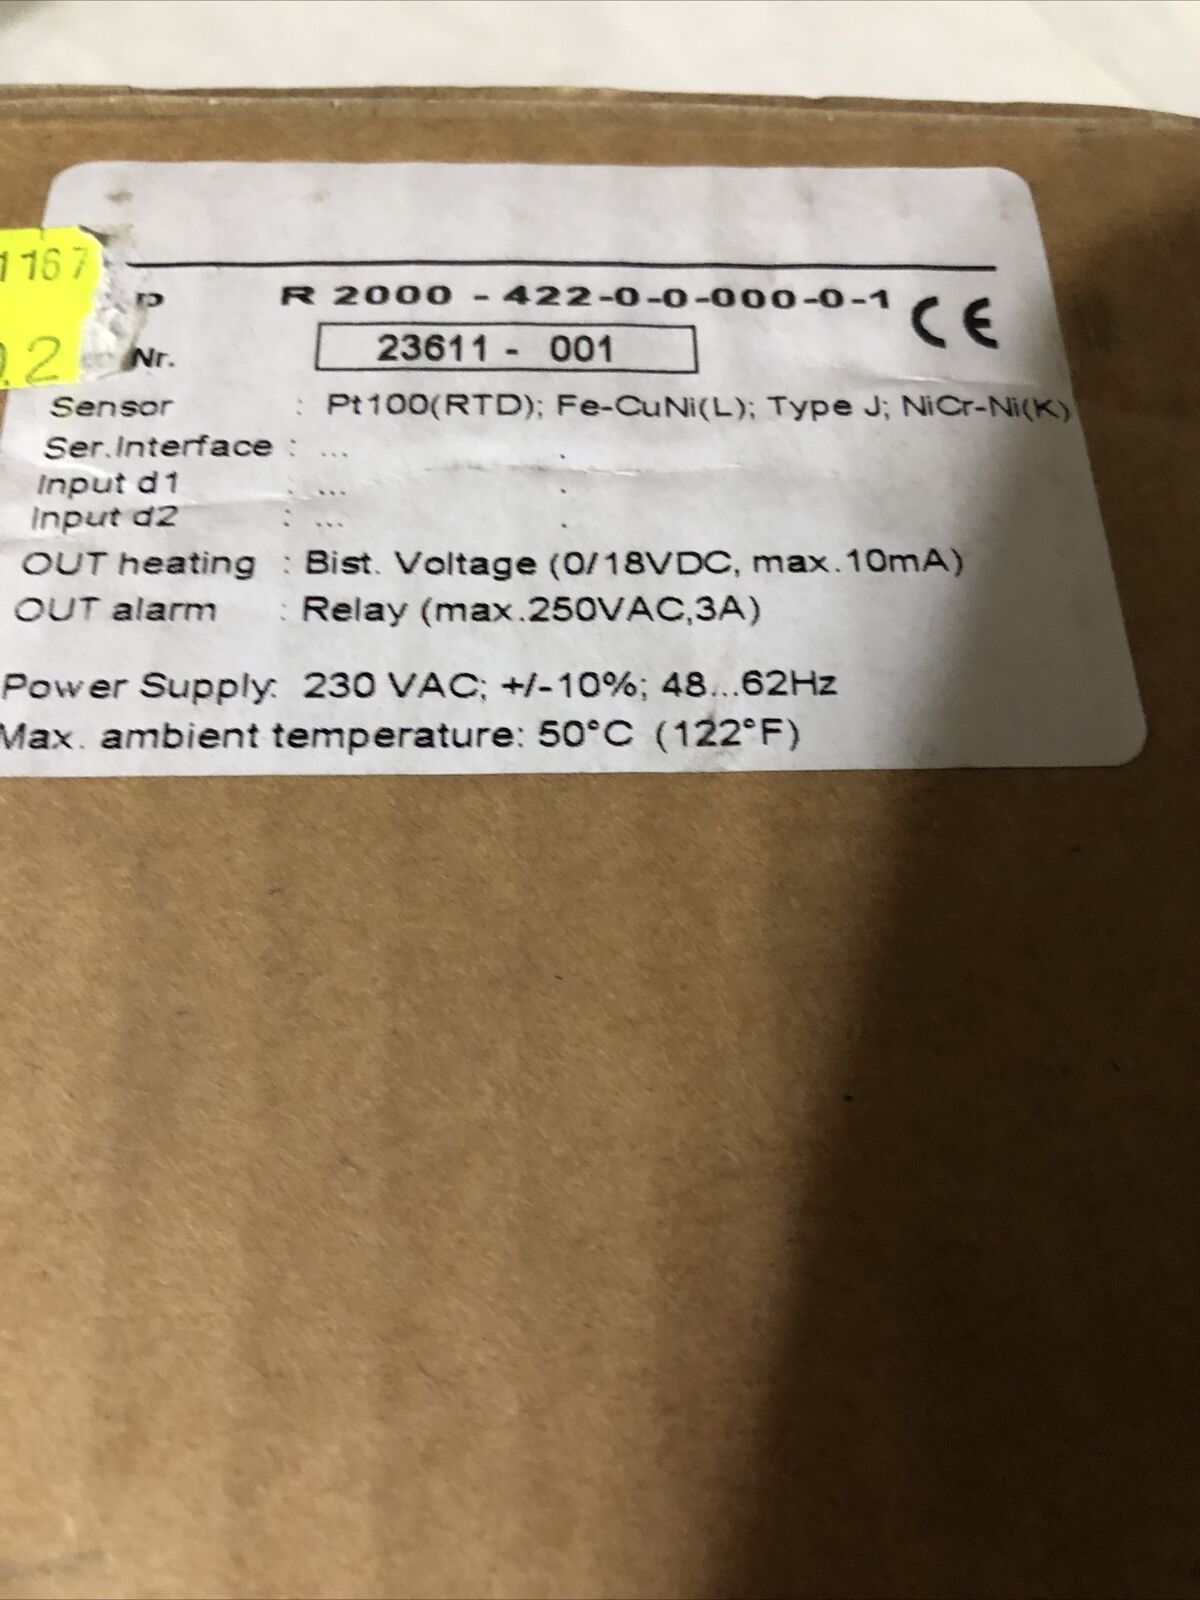 1167
.2
R 2000 - 422-0-0-000-0-1 CE
Nr. 23611 - 001
Sensor : Pt100(RTD); Fe-CuNi(L); Type J; NiCr-Ni(K)
Ser.Interface : ... .
Input d1 : ... .
Input d2 : ... .
OUT heating : Bist. Voltage (0/18VDC, max.10mA)
OUT alarm : Relay (max.250VAC,3A)
Power Supply: 230 VAC; +/-10%; 48...62Hz
Max. ambient temperature: 50°C (122°F)